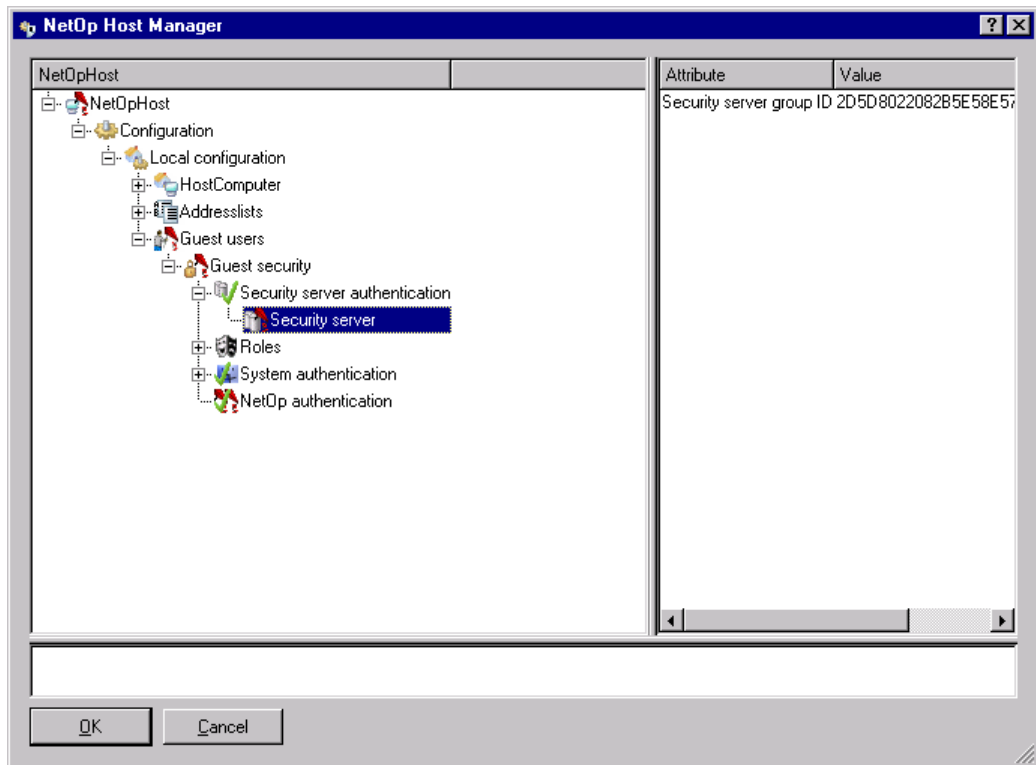 NetOp Host Manager
NetOpHost
Attribute Value
NetOpHost
Security server group ID 2D5D8022082B5E58E57
Configuration
Local configuration
HostComputer
Addresslists
Guest users
Guest security
Security server authentication
Security server
Roles
System authentication
NetOp authentication
OK Cancel